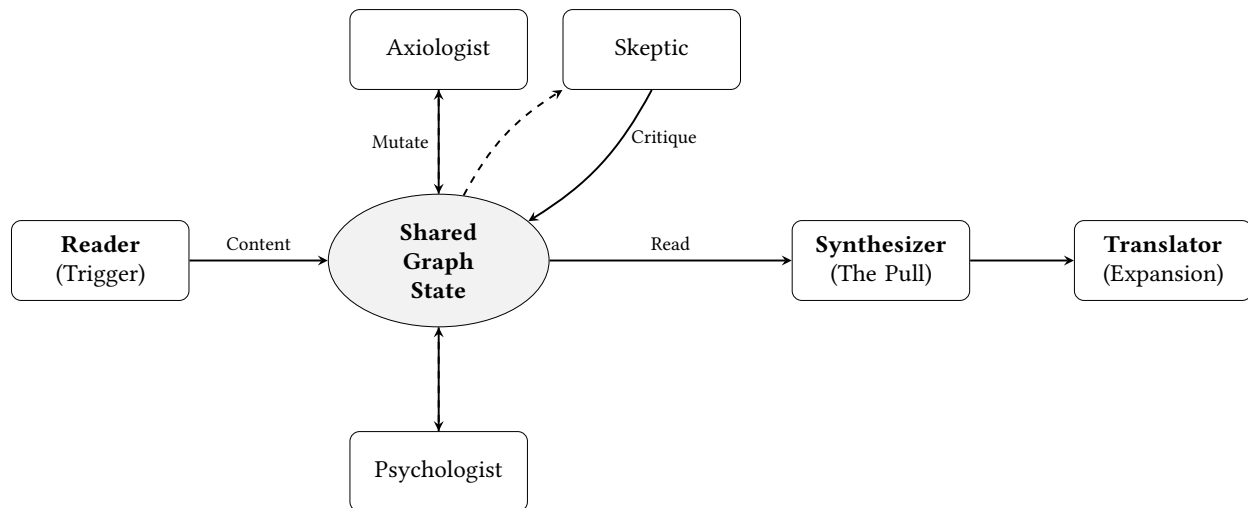 Axiologist
Skeptic
Mutate
Critique
Reader
(Trigger)
Content
Shared
Graph
State
Read
Synthesizer
(The Pull)
Translator
(Expansion)
Psychologist